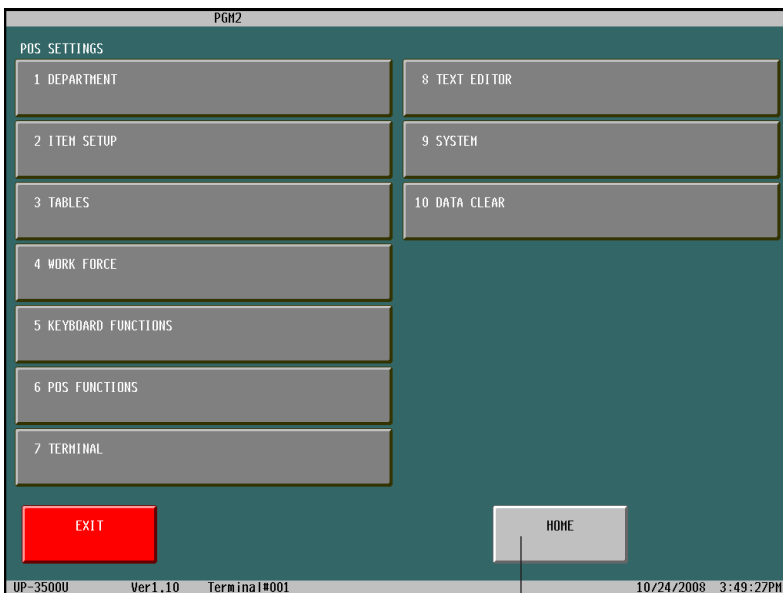 PGM2
POS SETTINGS
1 DEPARTMENT
2 ITEM SETUP
3 TABLES
4 WORK FORCE
5 KEYBOARD FUNCTIONS
6 POS FUNCTIONS
7 TERMINAL
8 TEXT EDITOR
9 SYSTEM
10 DATA CLEAR
EXIT
HOME
UP-3500U Ver1.10 Terminal#001 10/24/2008 3:49:27PM